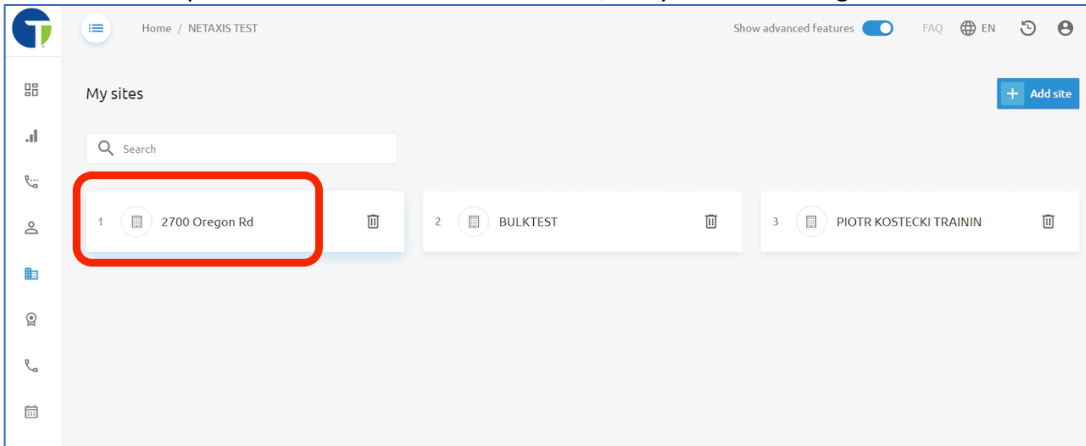 Home / NETAXIS TEST
Show advanced features
FAQ
EN
My sites
+ Add site
Search
1 2700 Oregon Rd
2 BULKTEST
3 PIOTR KOSTECKI TRAININ